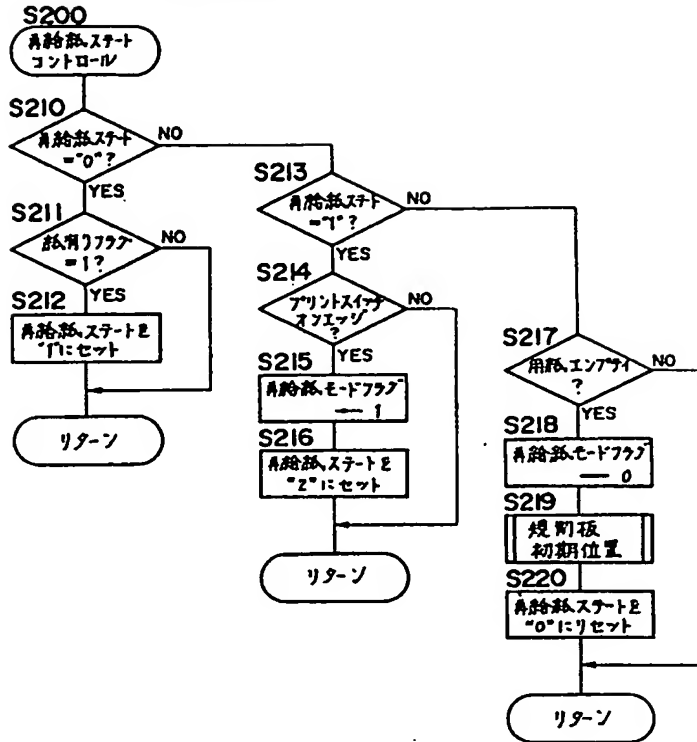 S200
再給紙ステート
コントロール
S210
再給紙ステート
="0"?
NO
YES
S211
紙有りフラグ
=1?
NO
YES
S212
再給紙ステートを
"1"にセット
リターン
S213
再給紙ステート
="1"?
NO
YES
S214
プリントスイッチ
オンエッジ
?
NO
YES
S215
再給紙モードフラグ
← 1
S216
再給紙ステートを
"2"にセット
リターン
S217
用紙エンプティ
?
NO
YES
S218
再給紙モードフラグ
— 0
S219
規制板
初期位置
S220
再給紙ステートを
"0"にリセット
リターン